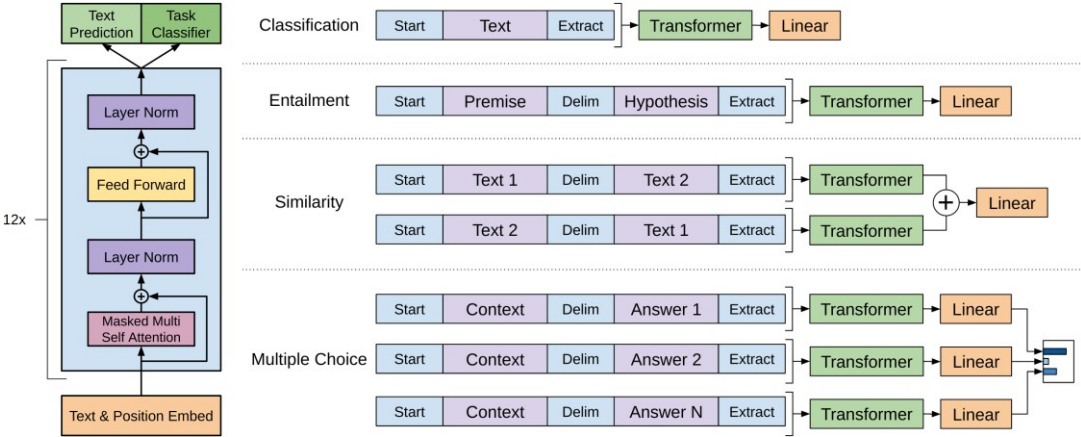 Text
Prediction
Task
Classifier
12x
Layer Norm
Feed Forward
Layer Norm
Masked Multi
Self Attention
Text & Position Embed
Classification
Start Text Extract Transformer Linear
Entailment
Start Premise Delim Hypothesis Extract Transformer Linear
Similarity
Start Text 1 Delim Text 2 Extract Transformer
Start Text 2 Delim Text 1 Extract Transformer
Linear
Multiple Choice
Start Context Delim Answer 1 Extract Transformer Linear
Start Context Delim Answer 2 Extract Transformer Linear
Start Context Delim Answer N Extract Transformer Linear